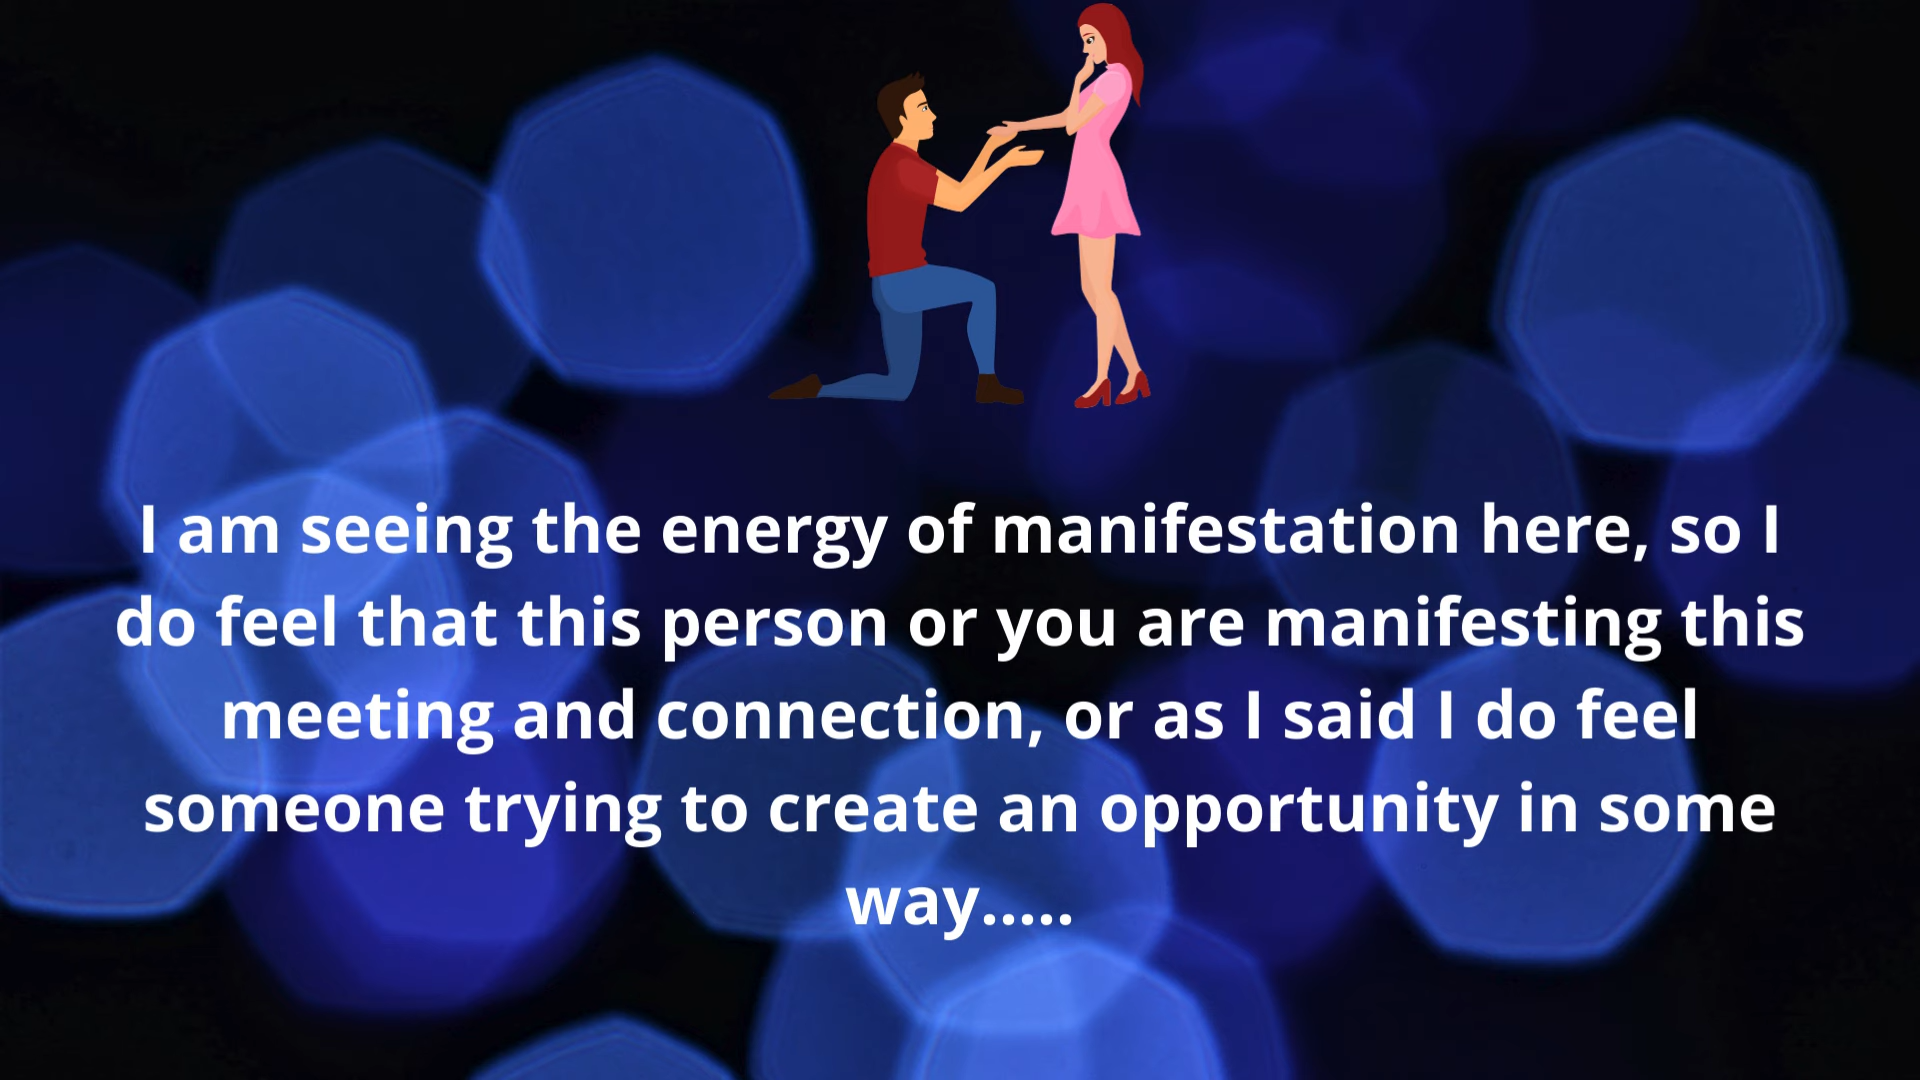 I am seeing the energy of manifestation here, so I
do feel that this person or you are manifesting this
meeting and connection, or as I said I do feel
someone trying to create an opportunity in some
way.....